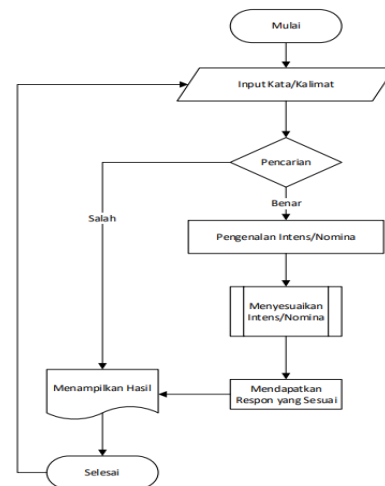 Mulai
Input Kata/Kalimat
Pencarian
Benar
Salah
Pengenalan Intens/Nomina
Menyesuaikan
Intens/Nomina
Menampilkan Hasil
Mendapatkan
Respon yang Sesuai
Selesai